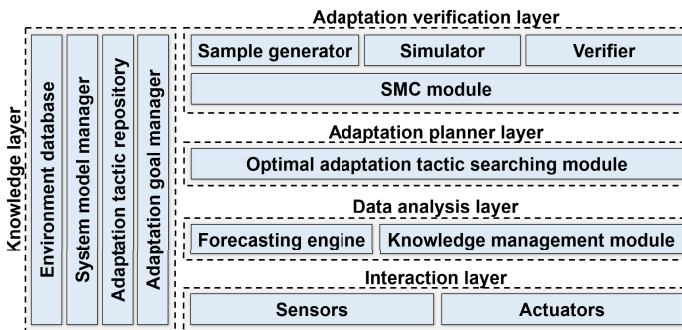 Knowledge layer
Environment database
System model manager
Adaptation tactic repository
Adaptation goal manager
Adaptation verification layer
Sample generator
Simulator
Verifier
SMC module
Adaptation planner layer
Optimal adaptation tactic searching module
Data analysis layer
Forecasting engine
Knowledge management module
Interaction layer
Sensors
Actuators